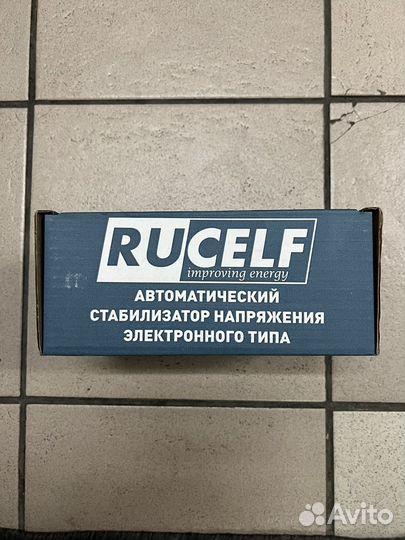 RUCELF
improving energy
АВТОМАТИЧЕСКИЙ
СТАБИЛИЗАТОР НАПРЯЖЕНИЯ
ЭЛЕКТРОННОГО ТИПА
Avito